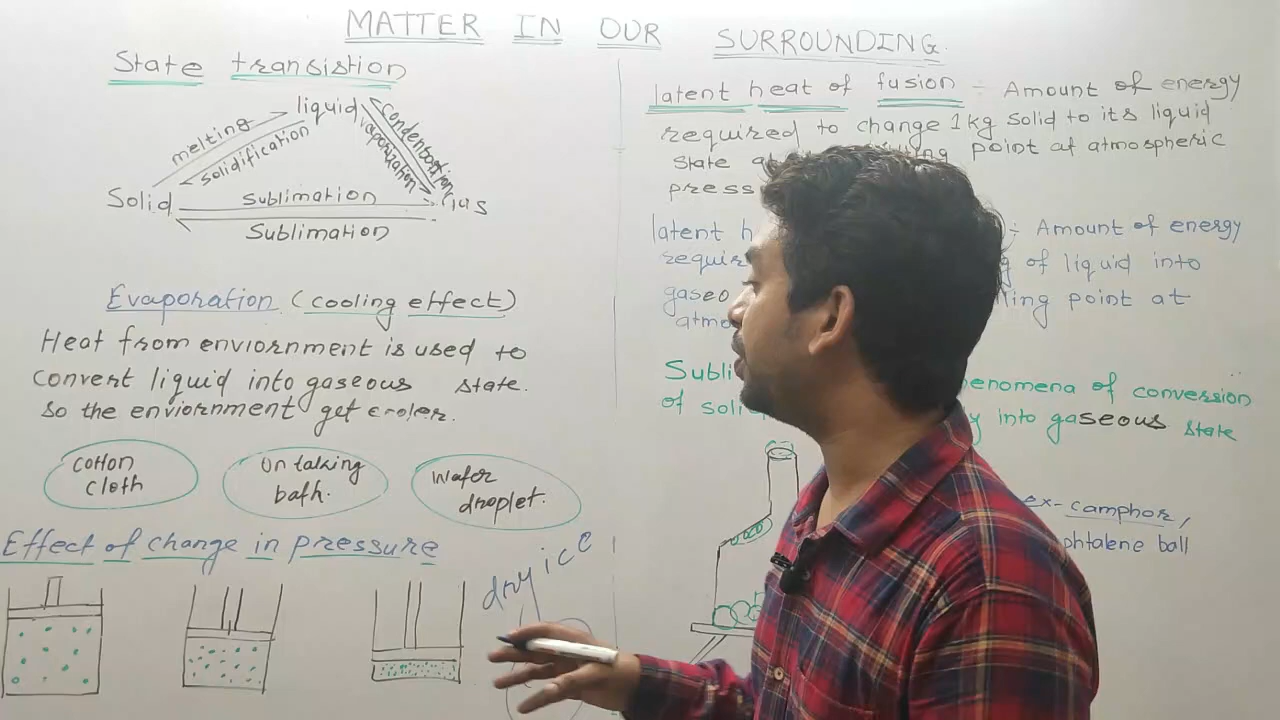 MATTER IN OUR SURROUNDING.
State transistion
liquid
melting
solidification
Condensation
vaporization
Solid
Sublimation
Gas
Sublimation
Evaporation (cooling effect)
Heat from enviornment is used to
convert liquid into gaseous state.
so the enviornment get cooler.
cotton
cloth
On taking
bath.
Water
droplet.
Effect of change in pressure
dry ice
latent heat of fusion - Amount of energy
required to change 1kg solid to its liquid
state point at atmospheric
press
latent h ÷ Amount of energy
requir of liquid into
gaseo ling point at
atmo
Subli enomena of conversion
of soli into gaseous state
ex- camphor,
phtalene ball